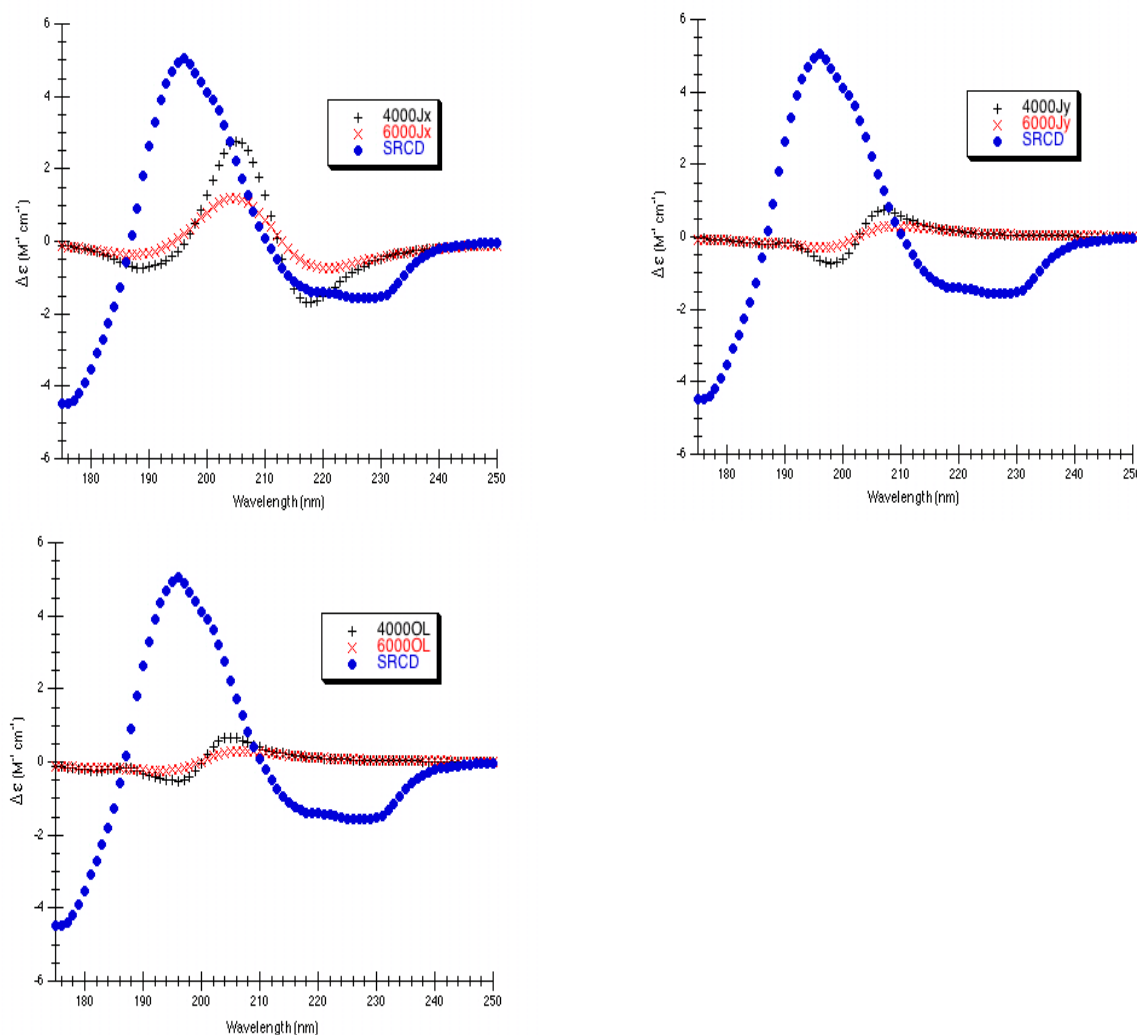 6
4
2
0
-2
-4
-6
Δε (M⁻¹ cm⁻¹)
4000Jx
6000Jx
SRCD
180 190 200 210 220 230 240 250
Wavelength (nm)
6
4
2
0
-2
-4
-6
Δε (M⁻¹ cm⁻¹)
4000Jy
6000Jy
SRCD
180 190 200 210 220 230 240 250
Wavelength (nm)
6
4
2
0
-2
-4
-6
Δε (M⁻¹ cm⁻¹)
4000OL
6000OL
SRCD
180 190 200 210 220 230 240 250
Wavelength (nm)